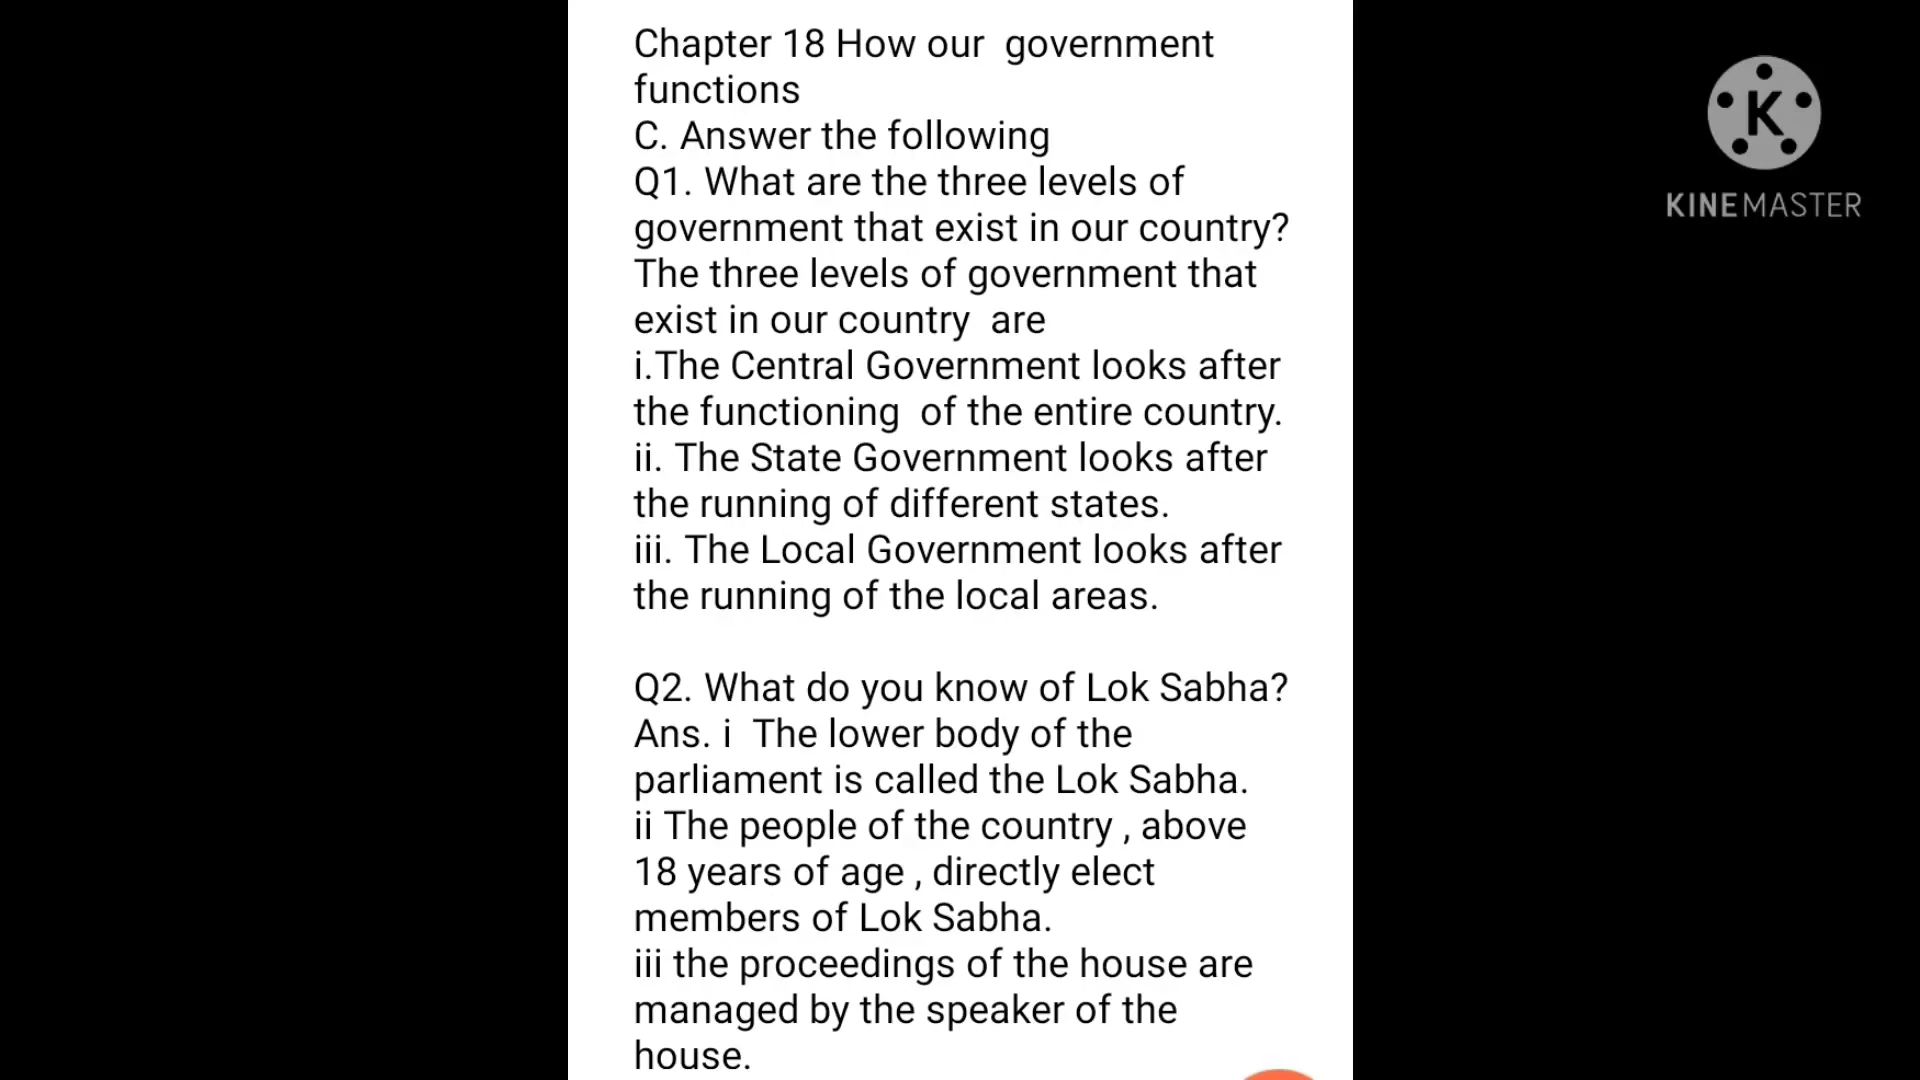 Chapter 18 How our  government
functions
C. Answer the following
Q1. What are the three levels of
government that exist in our country?
The three levels of government that
exist in our country  are
i.The Central Government looks after
the functioning  of the entire country.
ii. The State Government looks after
the running of different states.
iii. The Local Government looks after
the running of the local areas.
Q2. What do you know of Lok Sabha?
Ans. i  The lower body of the
parliament is called the Lok Sabha.
ii The people of the country , above
18 years of age , directly elect
members of Lok Sabha.
iii the proceedings of the house are
managed by the speaker of the
house.
K
KINEMASTER